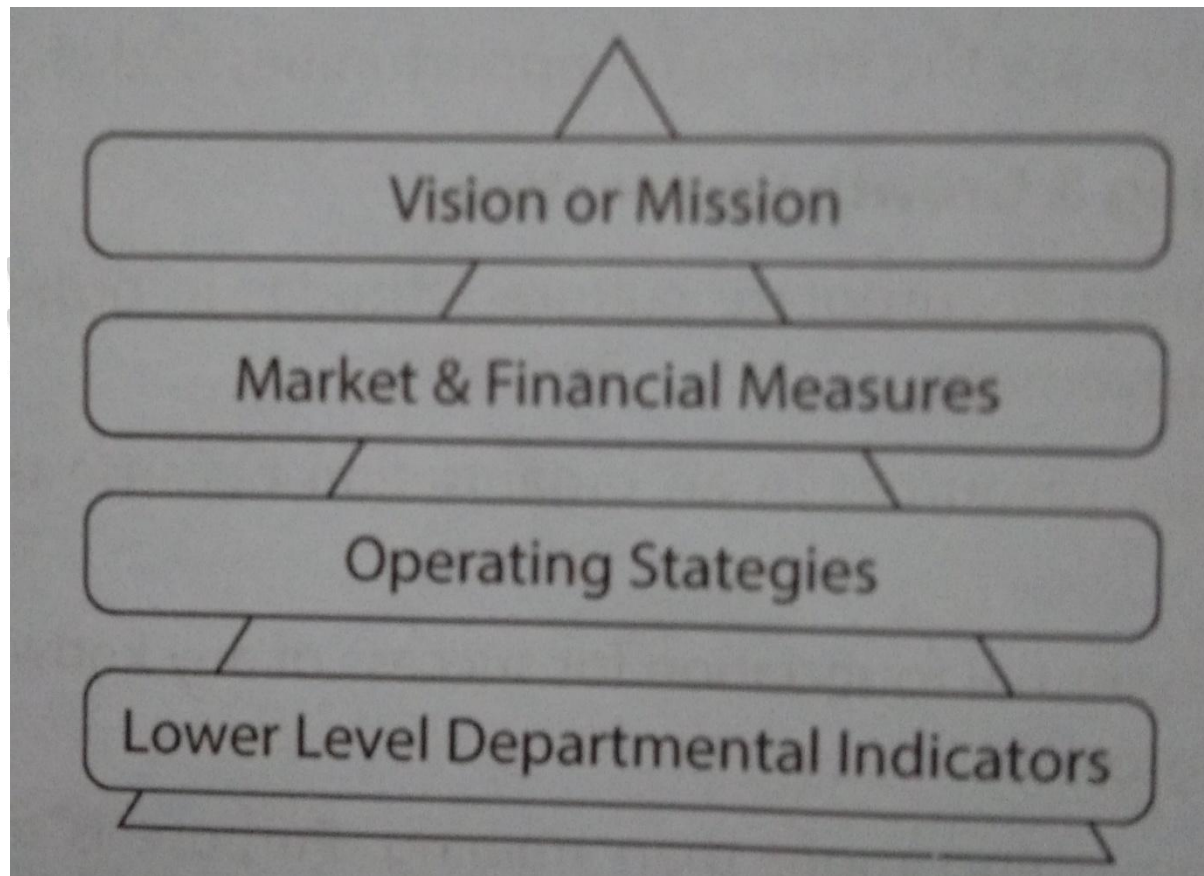 Vision or Mission
Market & Financial Measures
Operating Stategies
Lower Level Departmental Indicators